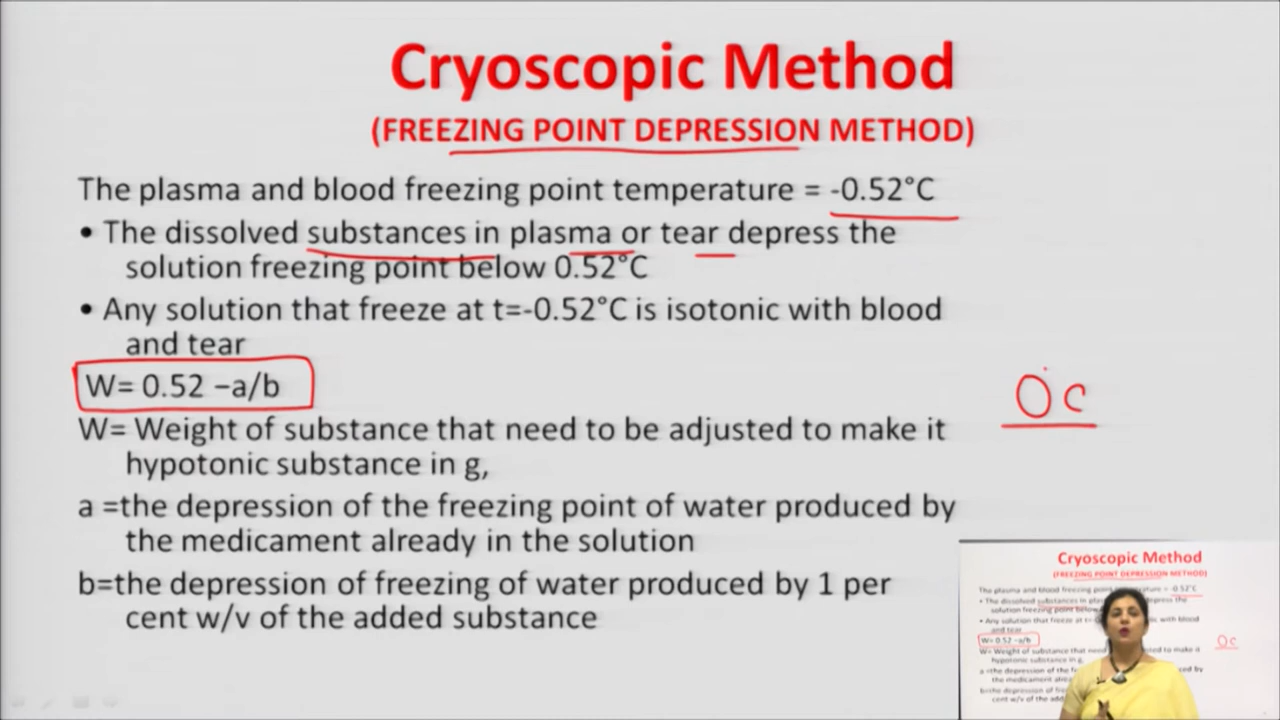 Cryoscopic Method
(FREEZING POINT DEPRESSION METHOD)
The plasma and blood freezing point temperature = -0.52°C
• The dissolved substances in plasma or tear depress the
solution freezing point below 0.52°C
• Any solution that freeze at t=-0.52°C is isotonic with blood
and tear
W= 0.52 –a/b
W= Weight of substance that need to be adjusted to make it
hypotonic substance in g,
a =the depression of the freezing point of water produced by
the medicament already in the solution
b=the depression of freezing of water produced by 1 per
cent w/v of the added substance
0°C
Cryoscopic Method
(FREEZING POINT DEPRESSION METHOD)